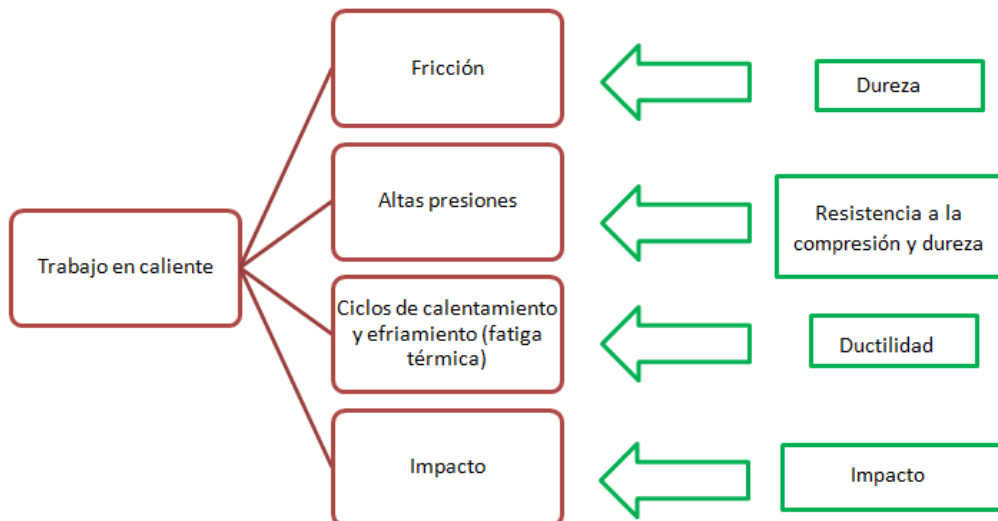 Fricción
Dureza
Altas presiones
Resistencia a la
compresión y dureza
Trabajo en caliente
Ciclos de calentamiento
y efriamiento (fatiga
térmica)
Ductilidad
Impacto
Impacto